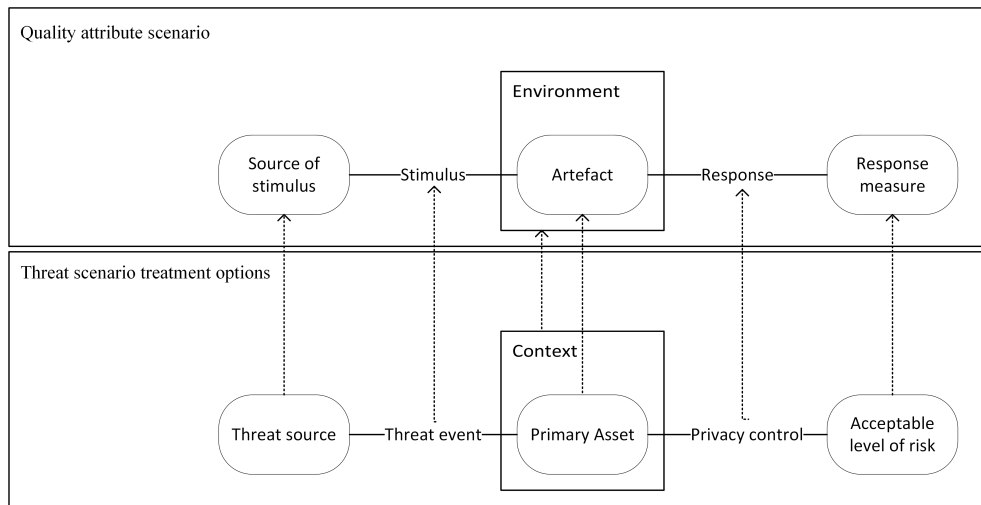 Quality attribute scenario
Environment
Source of
stimulus
Stimulus
Artefact
Response
Response
measure
Threat scenario treatment options
Context
Threat source
Threat event
Primary Asset
Privacy control
Acceptable
level of risk